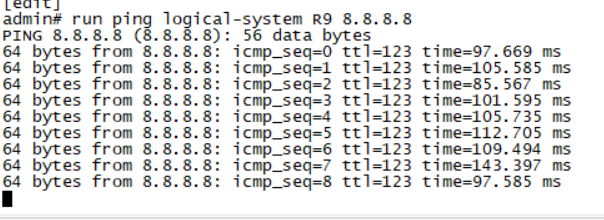 [edit]
admin# run ping logical-system R9 8.8.8.8
PING 8.8.8.8 (8.8.8.8): 56 data bytes
64 bytes from 8.8.8.8: icmp_seq=0 ttl=123 time=97.669 ms
64 bytes from 8.8.8.8: icmp_seq=1 ttl=123 time=105.585 ms
64 bytes from 8.8.8.8: icmp_seq=2 ttl=123 time=85.567 ms
64 bytes from 8.8.8.8: icmp_seq=3 ttl=123 time=101.595 ms
64 bytes from 8.8.8.8: icmp_seq=4 ttl=123 time=105.735 ms
64 bytes from 8.8.8.8: icmp_seq=5 ttl=123 time=112.705 ms
64 bytes from 8.8.8.8: icmp_seq=6 ttl=123 time=109.494 ms
64 bytes from 8.8.8.8: icmp_seq=7 ttl=123 time=143.397 ms
64 bytes from 8.8.8.8: icmp_seq=8 ttl=123 time=97.585 ms